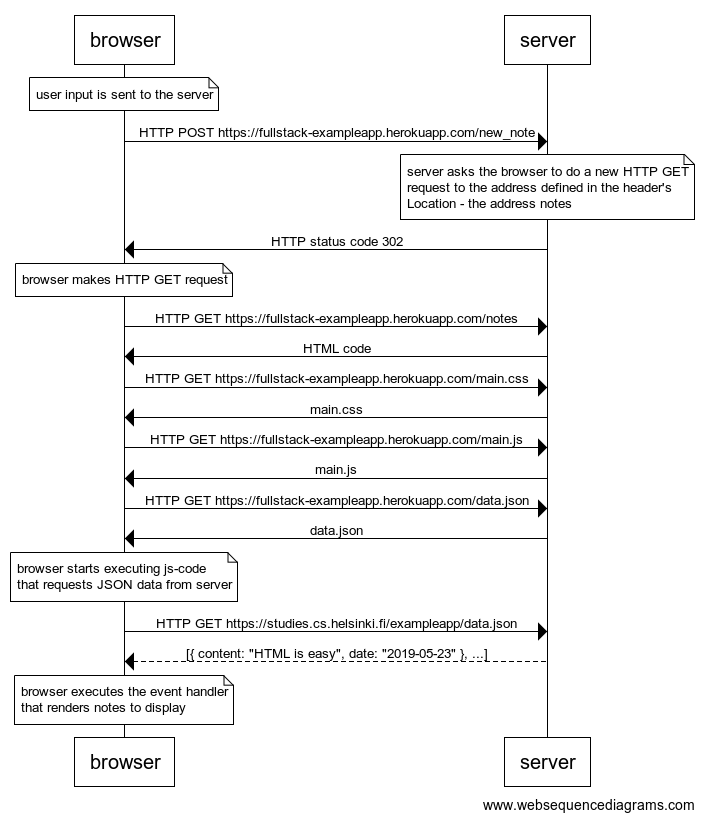 browser
server
user input is sent to the server
HTTP POST https://fullstack-exampleapp.herokuapp.com/new_note
server asks the browser to do a new HTTP GET
request to the address defined in the header's
Location - the address notes
HTTP status code 302
browser makes HTTP GET request
HTTP GET https://fullstack-exampleapp.herokuapp.com/notes
HTML code
HTTP GET https://fullstack-exampleapp.herokuapp.com/main.css
main.css
HTTP GET https://fullstack-exampleapp.herokuapp.com/main.js
main.js
HTTP GET https://fullstack-exampleapp.herokuapp.com/data.json
data.json
browser starts executing js-code
that requests JSON data from server
HTTP GET https://studies.cs.helsinki.fi/exampleapp/data.json
[{ content: "HTML is easy", date: "2019-05-23" }, ...]
browser executes the event handler
that renders notes to display
browser
server
www.websequencediagrams.com